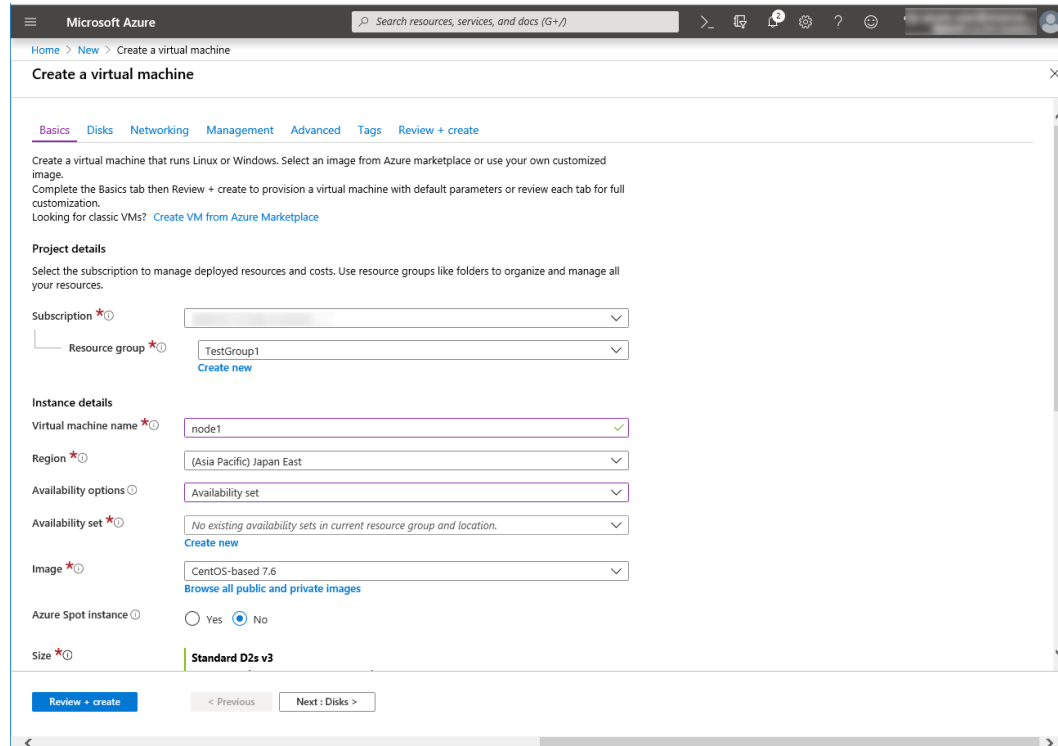 Microsoft Azure
Search resources, services, and docs (G+/)
2
Home > New > Create a virtual machine
Create a virtual machine
Basics Disks Networking Management Advanced Tags Review + create
Create a virtual machine that runs Linux or Windows. Select an image from Azure marketplace or use your own customized
image.
Complete the Basics tab then Review + create to provision a virtual machine with default parameters or review each tab for full
customization.
Looking for classic VMs? Create VM from Azure Marketplace
Project details
Select the subscription to manage deployed resources and costs. Use resource groups like folders to organize and manage all
your resources.
Subscription *
Resource group * TestGroup1
Create new
Instance details
Virtual machine name * node1
Region * (Asia Pacific) Japan East
Availability options Availability set
Availability set * No existing availability sets in current resource group and location.
Create new
Image * CentOS-based 7.6
Browse all public and private images
Azure Spot instance Yes No
Size * Standard D2s v3
Review + create < Previous Next : Disks >